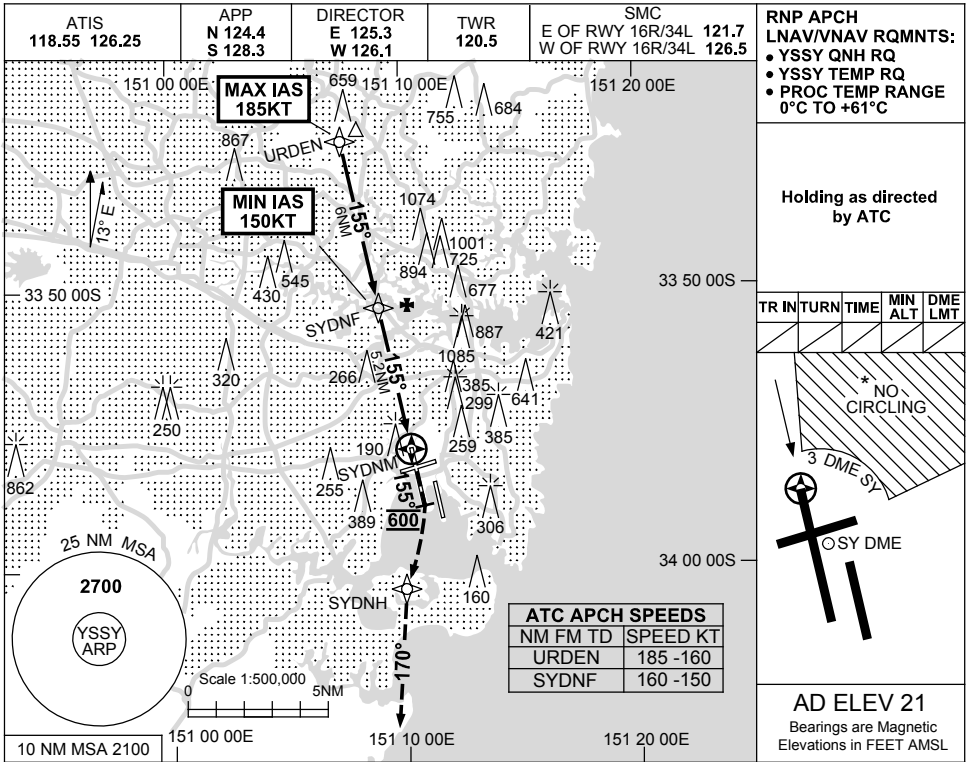 ATIS
118.55 126.25
APP
N 124.4
S 128.3
DIRECTOR
E 125.3
W 126.1
TWR
120.5
SMC
E OF RWY 16R/34L 121.7
W OF RWY 16R/34L 126.5
RNP APCH
LNAV/VNAV RQMNTS:
• YSSY QNH RQ
• YSSY TEMP RQ
• PROC TEMP RANGE
0°C TO +61°C
151 00 00E
151 10 00E
151 20 00E
MAX IAS
185KT
659
755
684
URDEN
867
MIN IAS
150KT
13° E
155°
6NM
1074
1001
725
894
545
430
677
33 50 00S
33 50 00S
SYDNF
887
421
320
266
155°
5.2NM
1085
385
299
641
250
190
259
385
862
SYDNM
255
155°
389
600
306
34 00 00S
25 NM MSA
2700
YSSY
ARP
SYDNH
160
170°
Scale 1:500,000
0
5NM
ATC APCH SPEEDS
NM FM TD SPEED KT
URDEN 185 -160
SYDNF 160 -150
10 NM MSA 2100
151 00 00E
151 10 00E
151 20 00E
Holding as directed
by ATC
TR IN TURN TIME MIN ALT DME LMT
* NO
CIRCLING
3 DME SY
SY DME
AD ELEV 21
Bearings are Magnetic
Elevations in FEET AMSL